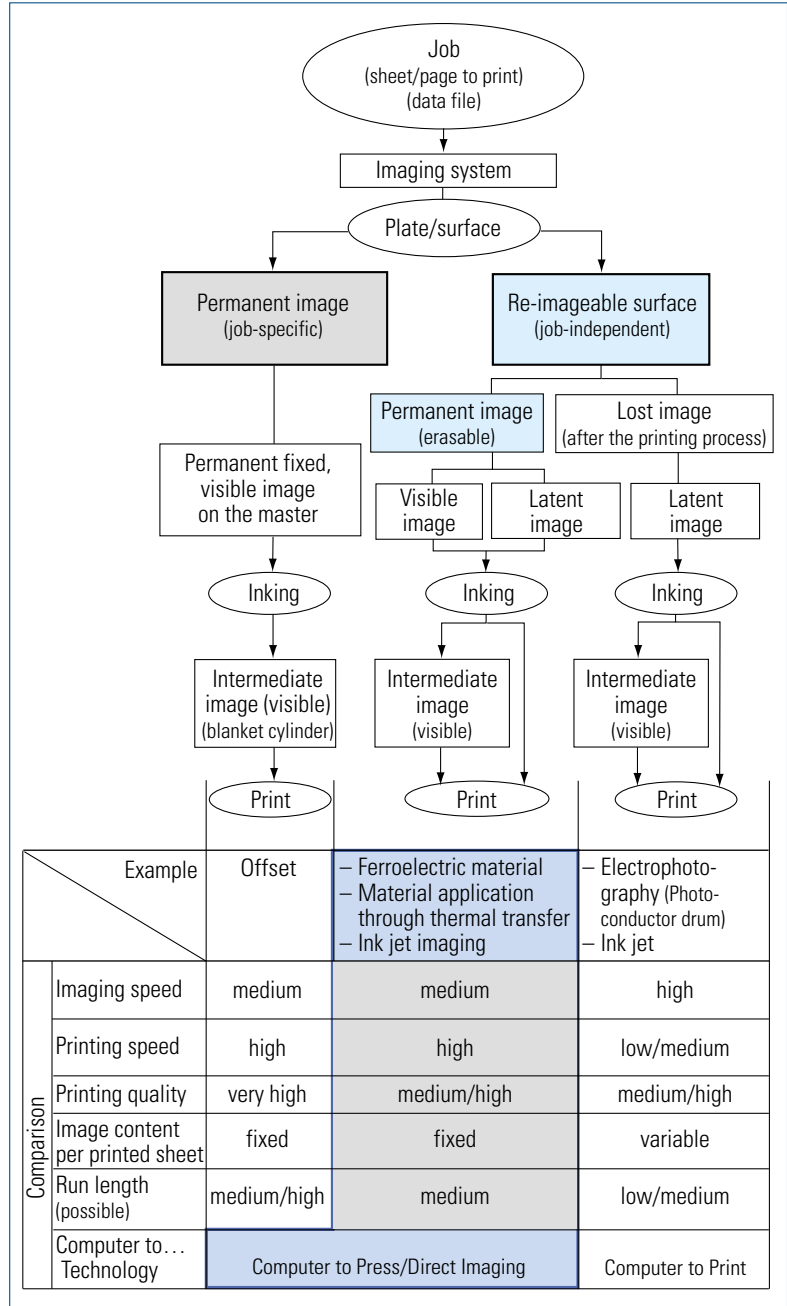 Job
(sheet/page to print)
(data file)
Imaging system
Plate/surface
Permanent image
(job-specific)
Re-imageable surface
(job-independent)
Permanent image
(erasable)
Lost image
(after the printing process)
Permanent fixed,
visible image
on the master
Visible
image
Latent
image
Latent
image
Inking
Inking
Inking
Intermediate
image (visible)
(blanket cylinder)
Intermediate
image
(visible)
Intermediate
image
(visible)
Print
Print
Print
Example
Offset
– Ferroelectric material
– Material application
through thermal transfer
– Ink jet imaging
– Electrophoto-
graphy (Photo-
conductor drum)
– Ink jet
Comparison
Imaging speed
medium
medium
high
Printing speed
high
high
low/medium
Printing quality
very high
medium/high
medium/high
Image content
per printed sheet
fixed
fixed
variable
Run length
(possible)
medium/high
medium
low/medium
Computer to…
Technology
Computer to Press/Direct Imaging
Computer to Print